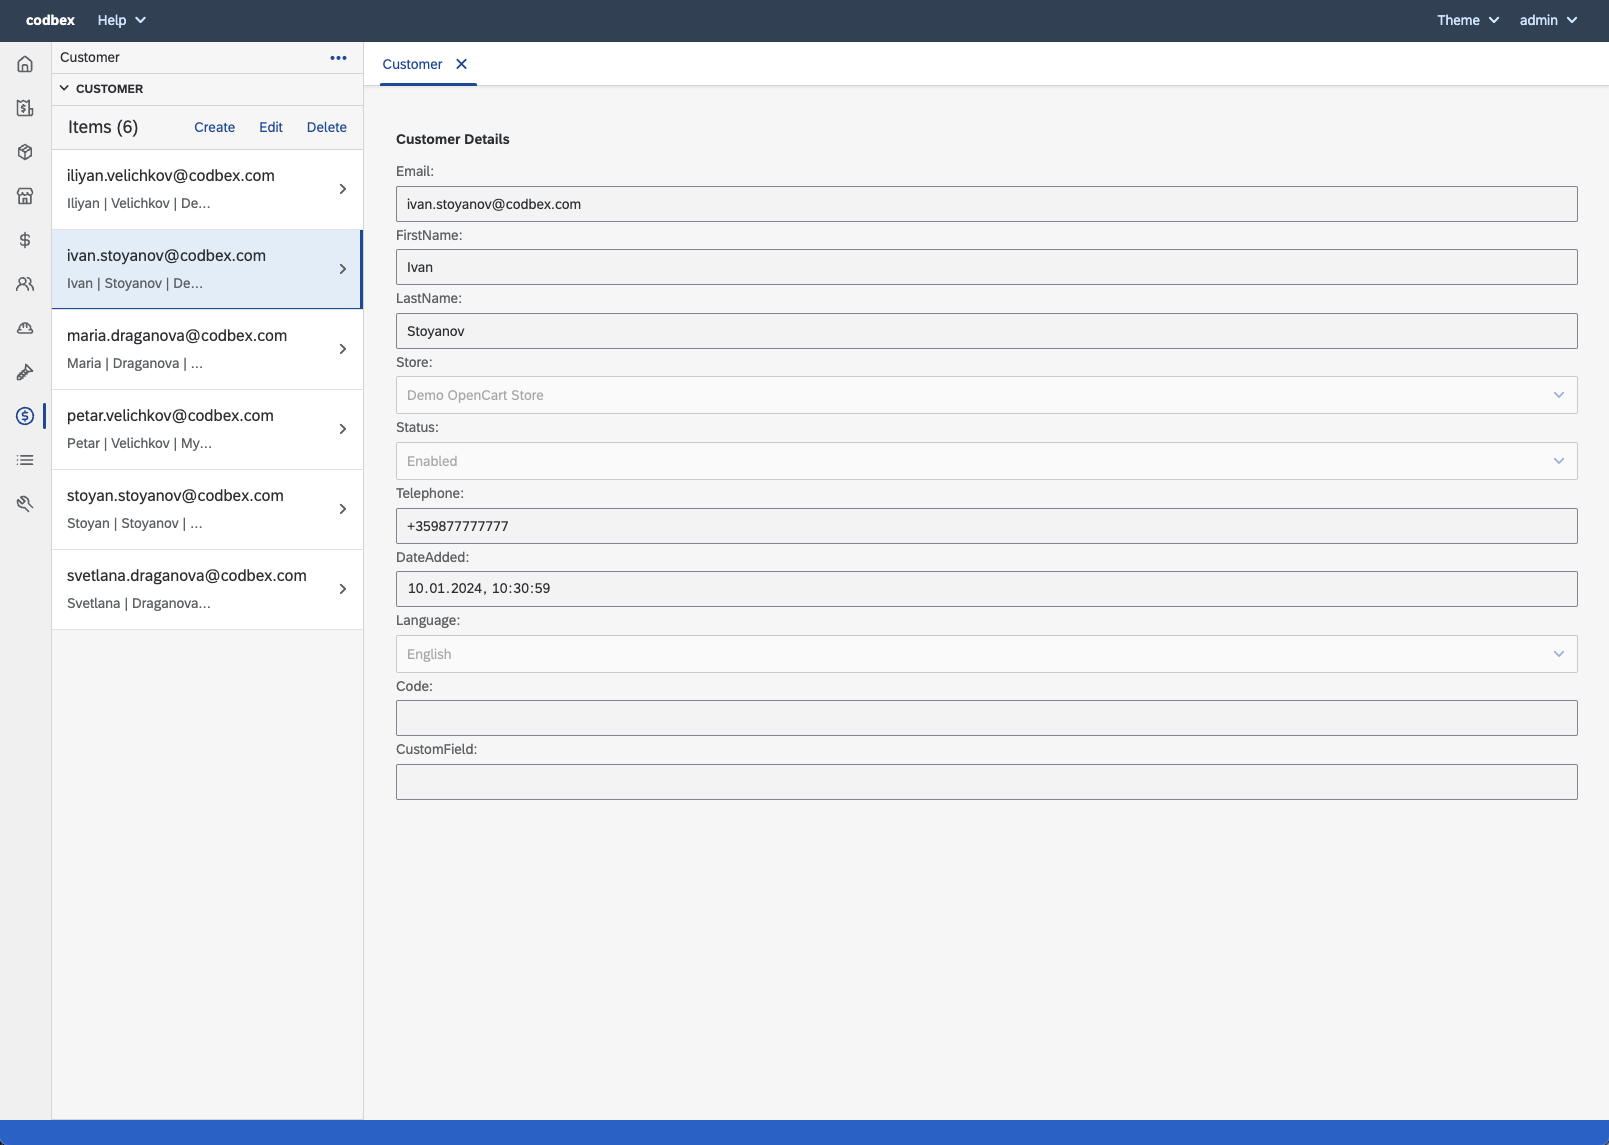 codbex Help Theme admin
Customer
CUSTOMER
Items (6) Create Edit Delete
iliyan.velichkov@codbex.com
Iliyan | Velichkov | De...
ivan.stoyanov@codbex.com
Ivan | Stoyanov | De...
maria.draganova@codbex.com
Maria | Draganova | ...
petar.velichkov@codbex.com
Petar | Velichkov | My...
stoyan.stoyanov@codbex.com
Stoyan | Stoyanov | ...
svetlana.draganova@codbex.com
Svetlana | Draganova...
Customer
Customer Details
Email:
ivan.stoyanov@codbex.com
FirstName:
Ivan
LastName:
Stoyanov
Store:
Demo OpenCart Store
Status:
Enabled
Telephone:
+359877777777
DateAdded:
10.01.2024, 10:30:59
Language:
English
Code:
CustomField: